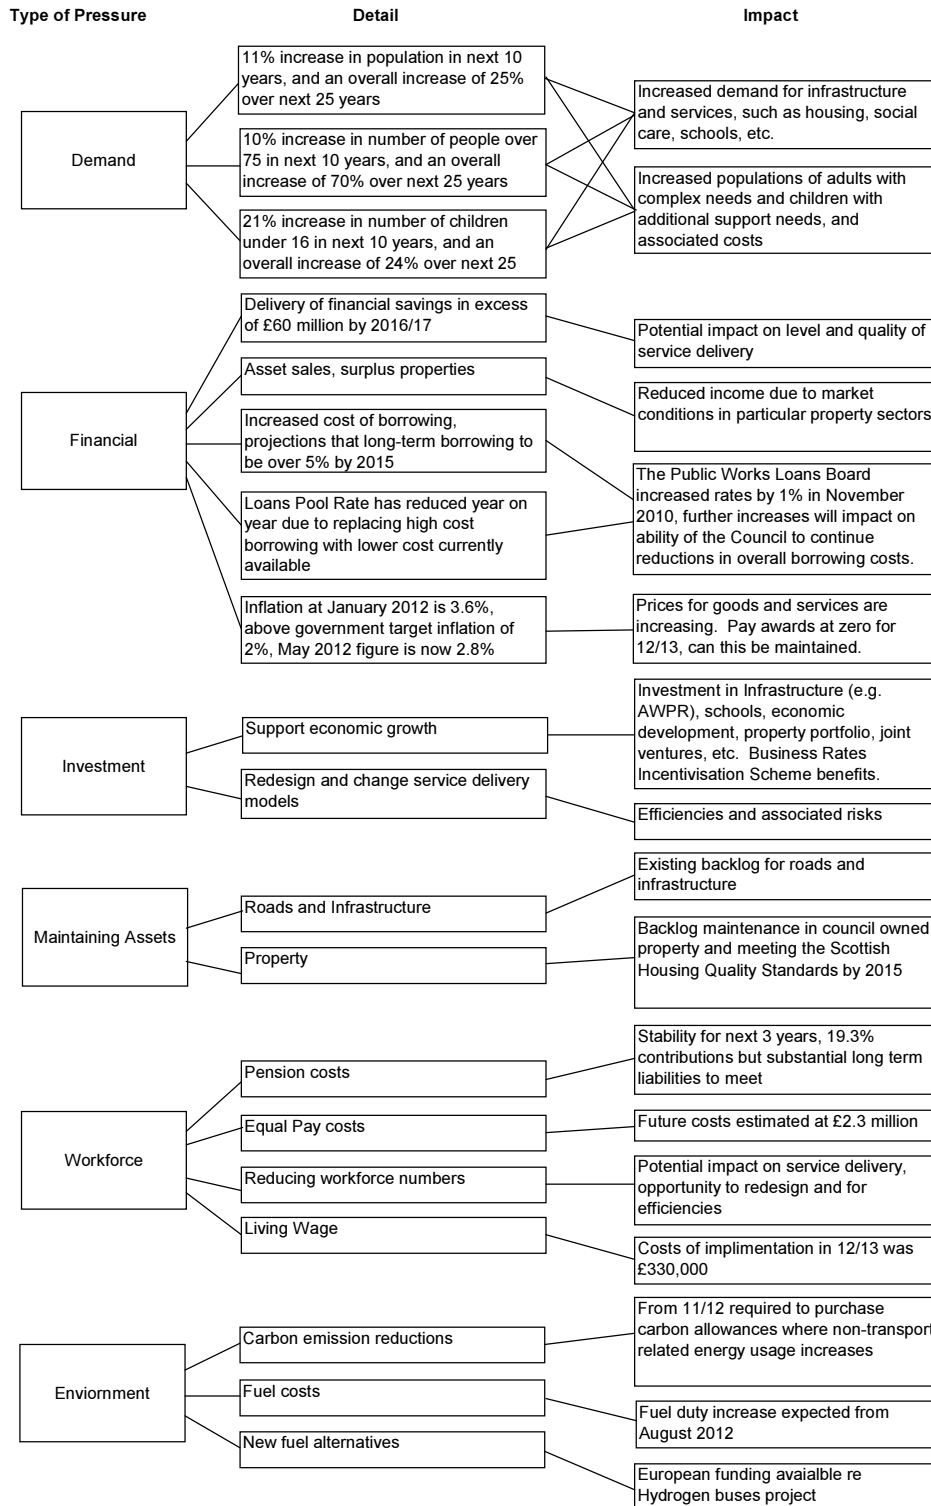 Type of Pressure
Detail
Impact
Demand
11% increase in population in next 10
years, and an overall increase of 25%
over next 25 years
10% increase in number of people over
75 in next 10 years, and an overall
increase of 70% over next 25 years
21% increase in number of children
under 16 in next 10 years, and an
overall increase of 24% over next 25
Increased demand for infrastructure
and services, such as housing, social
care, schools, etc.
Increased populations of adults with
complex needs and children with
additional support needs, and
associated costs
Financial
Delivery of financial savings in excess
of £60 million by 2016/17
Asset sales, surplus properties
Increased cost of borrowing,
projections that long-term borrowing to
be over 5% by 2015
Loans Pool Rate has reduced year on
year due to replacing high cost
borrowing with lower cost currently
available
Inflation at January 2012 is 3.6%,
above government target inflation of
2%, May 2012 figure is now 2.8%
Potential impact on level and quality of
service delivery
Reduced income due to market
conditions in particular property sectors
The Public Works Loans Board
increased rates by 1% in November
2010, further increases will impact on
ability of the Council to continue
reductions in overall borrowing costs.
Prices for goods and services are
increasing.  Pay awards at zero for
12/13, can this be maintained.
Investment
Support economic growth
Redesign and change service delivery
models
Investment in Infrastructure (e.g.
AWPR), schools, economic
development, property portfolio, joint
ventures, etc.  Business Rates
Incentivisation Scheme benefits.
Efficiencies and associated risks
Maintaining Assets
Roads and Infrastructure
Property
Existing backlog for roads and
infrastructure
Backlog maintenance in council owned
property and meeting the Scottish
Housing Quality Standards by 2015
Workforce
Pension costs
Equal Pay costs
Reducing workforce numbers
Living Wage
Stability for next 3 years, 19.3%
contributions but substantial long term
liabilities to meet
Future costs estimated at £2.3 million
Potential impact on service delivery,
opportunity to redesign and for
efficiencies
Costs of implimentation in 12/13 was
£330,000
Enviornment
Carbon emission reductions
Fuel costs
New fuel alternatives
From 11/12 required to purchase
carbon allowances where non-transport
related energy usage increases
Fuel duty increase expected from
August 2012
European funding avaialble re
Hydrogen buses project